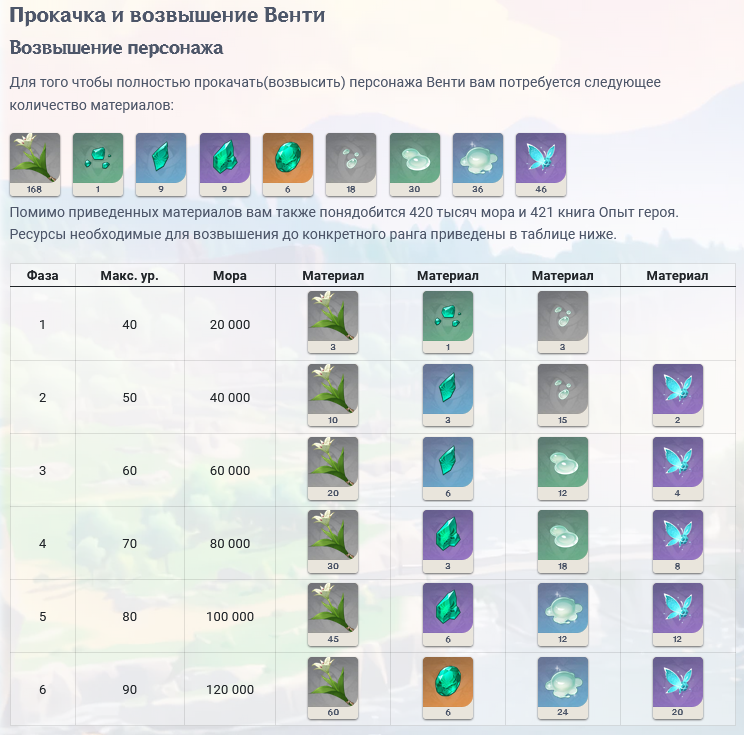 Прокачка и возвышение Венти
Возвышение персонажа
Для того чтобы полностью прокачать(возвысить) персонажа Венти вам потребуется следующее
количество материалов:
168 1 9 9 6 18 30 36 46
Помимо приведенных материалов вам также понядобится 420 тысяч мора и 421 книга Опыт героя.
Ресурсы необходимые для возвышения до конкретного ранга приведены в таблице ниже.
Фаза Макс. ур. Мора Материал Материал Материал Материал
1 40 20 000 3 1 3
2 50 40 000 10 3 15 2
3 60 60 000 20 6 12 4
4 70 80 000 30 3 18 8
5 80 100 000 45 6 12 12
6 90 120 000 60 6 24 20